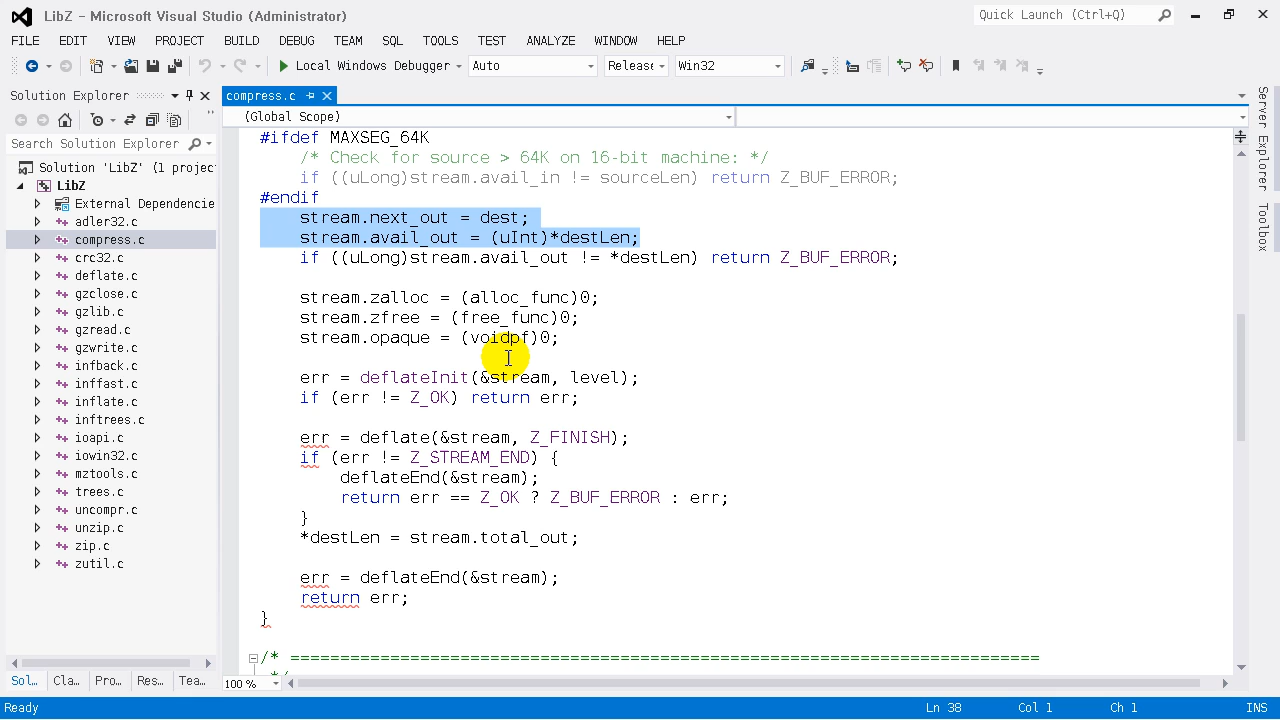 LibZ - Microsoft Visual Studio (Administrator)
Quick Launch (Ctrl+Q)
FILE EDIT VIEW PROJECT BUILD DEBUG TEAM SQL TOOLS TEST ANALYZE WINDOW HELP
Local Windows Debugger Auto Release Win32
Solution Explorer
compress.c
(Global Scope)
Search Solution Explorer
Solution 'LibZ' (1 projec
LibZ
External Dependencie
adler32.c
compress.c
crc32.c
deflate.c
gzclose.c
gzlib.c
gzread.c
gzwrite.c
infback.c
inffast.c
inflate.c
inftrees.c
ioapi.c
iowin32.c
mztools.c
trees.c
uncompr.c
unzip.c
zip.c
zutil.c
Sol... Cla... Pro... Res... Tea...
#ifdef MAXSEG_64K
/* Check for source > 64K on 16-bit machine: */
if ((uLong)stream.avail_in != sourceLen) return Z_BUF_ERROR;
#endif
stream.next_out = dest;
stream.avail_out = (uInt)*destLen;
if ((uLong)stream.avail_out != *destLen) return Z_BUF_ERROR;
stream.zalloc = (alloc_func)0;
stream.zfree = (free_func)0;
stream.opaque = (voidpf)0;
err = deflateInit(&stream, level);
if (err != Z_OK) return err;
err = deflate(&stream, Z_FINISH);
if (err != Z_STREAM_END) {
deflateEnd(&stream);
return err == Z_OK ? Z_BUF_ERROR : err;
}
*destLen = stream.total_out;
err = deflateEnd(&stream);
return err;
}
/* ===========================================================================
100 %
Server Explorer
Toolbox
Ready Ln 38 Col 1 Ch 1 INS